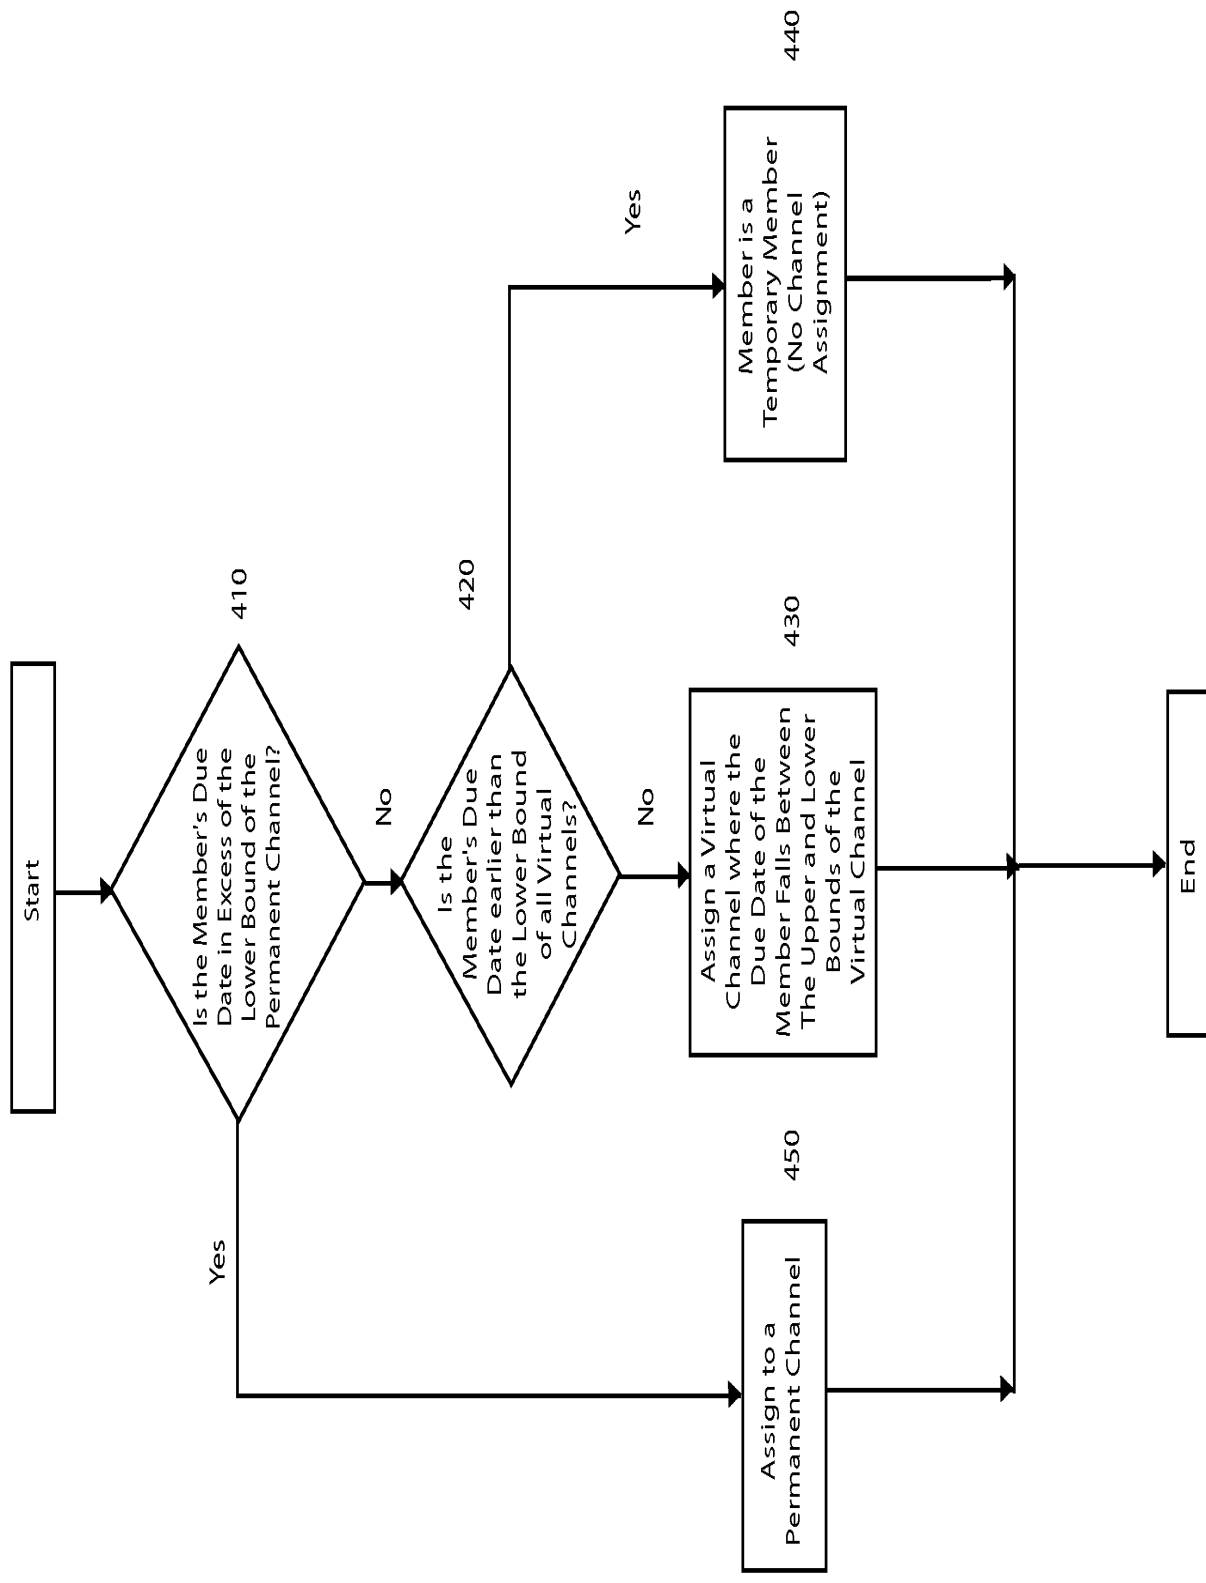 Start
410
Is the Member's Due
Date in Excess of the
Lower Bound of the
Permanent Channel?
Yes
No
420
Is the
Member's Due
Date earlier than
the Lower Bound
of all Virtual
Channels?
Yes
No
450
Assign to a
Permanent Channel
430
Assign a Virtual
Channel where the
Due Date of the
Member Falls Between
The Upper and Lower
Bounds of the
Virtual Channel
440
Member is a
Temporary Member
(No Channel
Assignment)
End